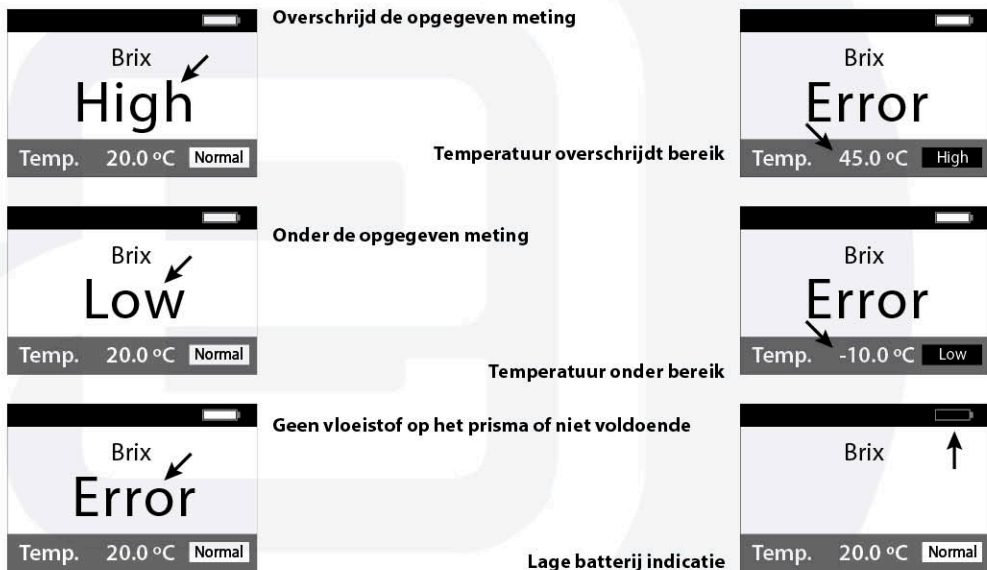 Brix
High
Temp. 20.0 ºC Normal
Overschrijd de opgegeven meting
Temperatuur overschrijdt bereik
Brix
Error
Temp. 45.0 ºC High
Brix
Low
Temp. 20.0 ºC Normal
Onder de opgegeven meting
Temperatuur onder bereik
Brix
Error
Temp. -10.0 ºC Low
Brix
Error
Temp. 20.0 ºC Normal
Geen vloeistof op het prisma of niet voldoende
Lage batterij indicatie
Brix
Temp. 20.0 ºC Normal